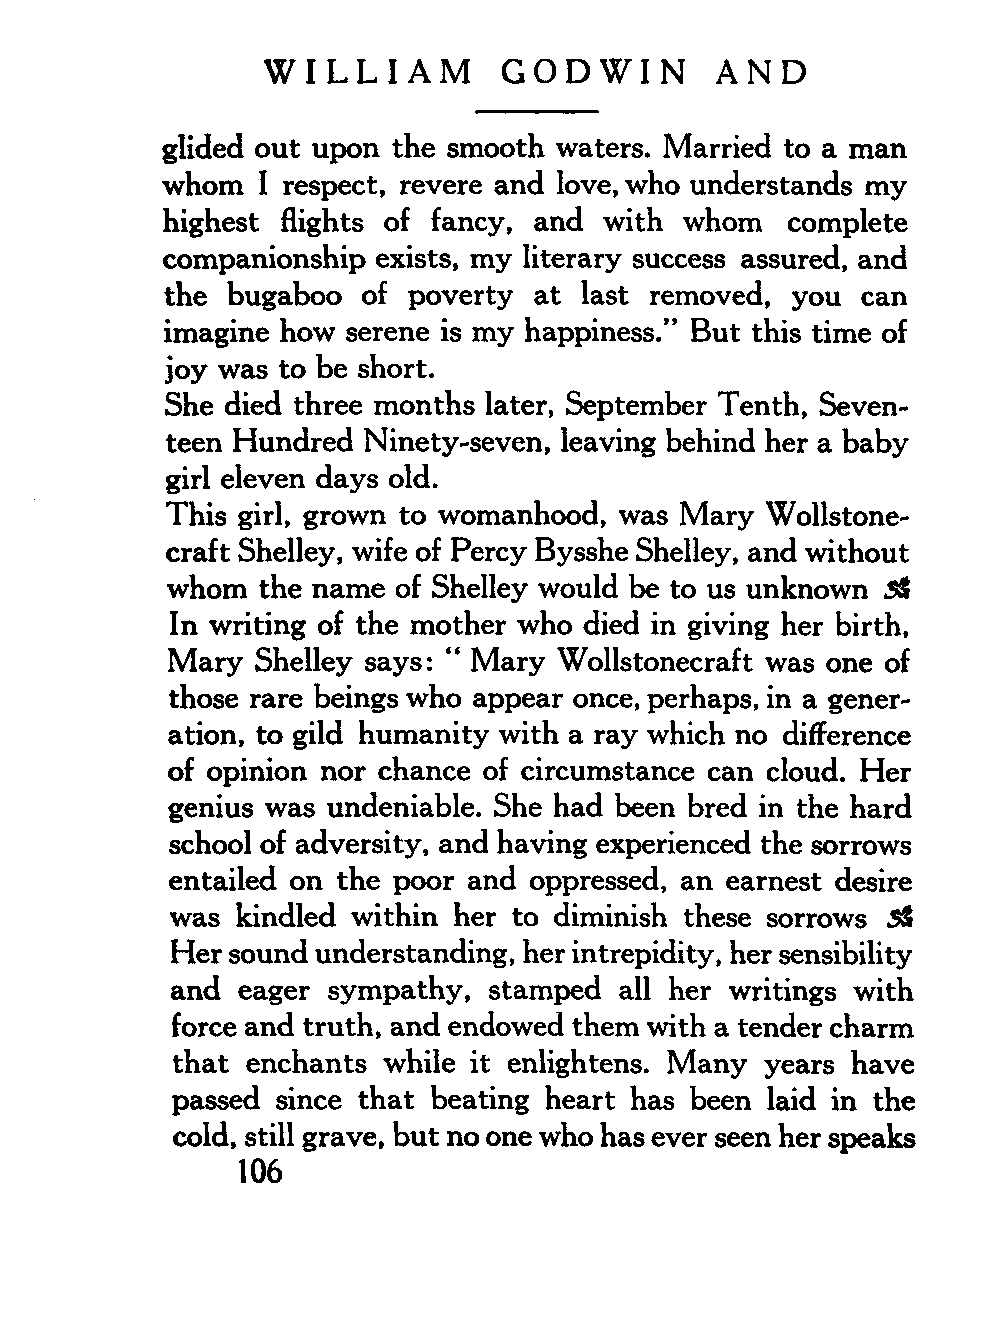 WILLIAM GODWIN AND
glided out upon the smooth waters. Married to a man
whom I respect, revere and love, who understands my
highest flights of fancy, and with whom complete
companionship exists, my literary success assured, and
the bugaboo of poverty at last removed, you can
imagine how serene is my happiness.” But this time of
joy was to be short.
She died three months later, September Tenth, Seven-
teen Hundred Ninety-seven, leaving behind her a baby
girl eleven days old.
This girl, grown to womanhood, was Mary Wollstone-
craft Shelley, wife of Percy Bysshe Shelley, and without
whom the name of Shelley would be to us unknown
In writing of the mother who died in giving her birth,
Mary Shelley says: “ Mary Wollstonecraft was one of
those rare beings who appear once, perhaps, in a gener-
ation, to gild humanity with a ray which no difference
of opinion nor chance of circumstance can cloud. Her
genius was undeniable. She had been bred in the hard
school of adversity, and having experienced the sorrows
entailed on the poor and oppressed, an earnest desire
was kindled within her to diminish these sorrows
Her sound understanding, her intrepidity, her sensibility
and eager sympathy, stamped all her writings with
force and truth, and endowed them with a tender charm
that enchants while it enlightens. Many years have
passed since that beating heart has been laid in the
cold, still grave, but no one who has ever seen her speaks
106